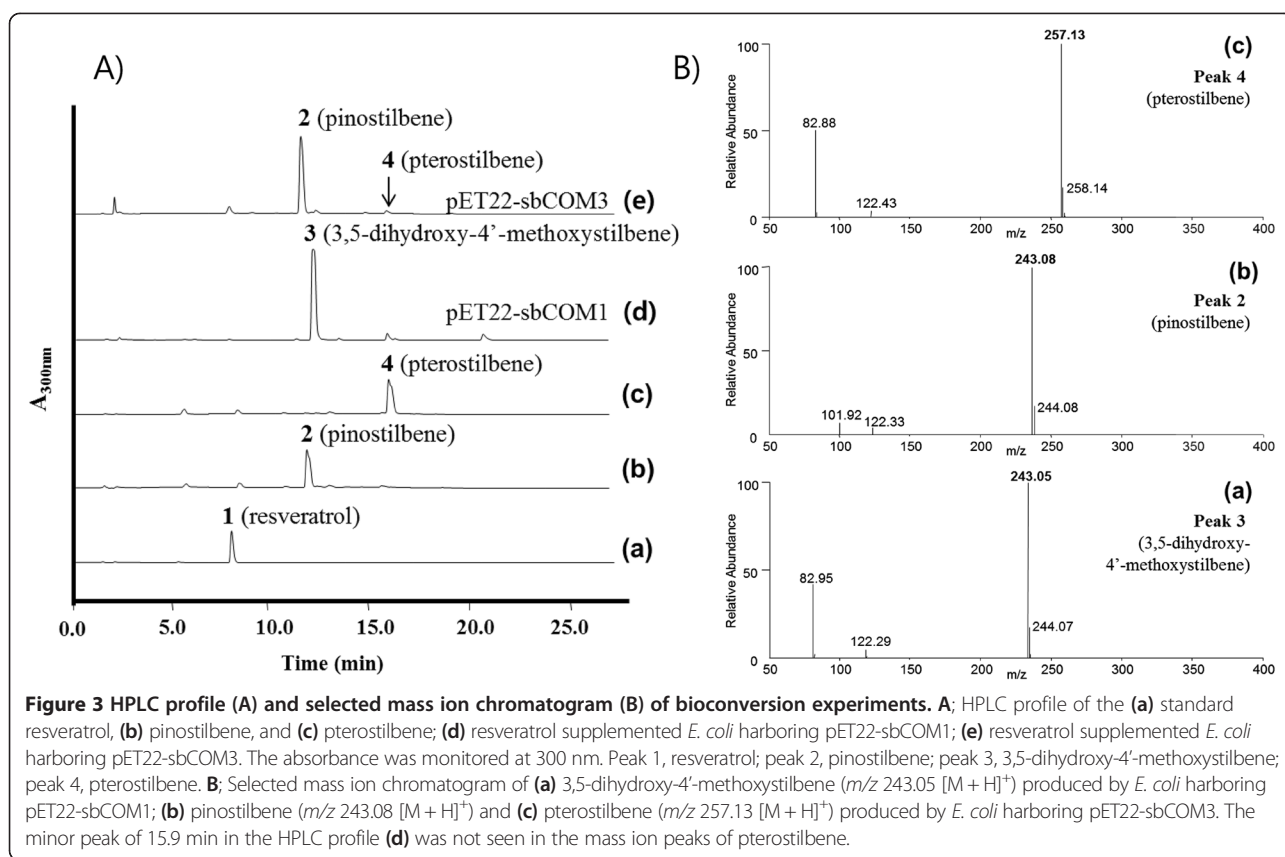 A)
2 (pinostilbene)
4 (pterostilbene)
pET22-sbCOM3 (e)
3 (3,5-dihydroxy-4’-methoxystilbene)
pET22-sbCOM1 (d)
4 (pterostilbene)
(c)
2 (pinostilbene)
(b)
1 (resveratrol)
(a)
A300nm
0.0 5.0 10.0 15.0 20.0 25.0
Time (min)
B)
(c)
Peak 4
(pterostilbene)
257.13
82.88
122.43
258.14
Relative Abundance
100
50
0
50 100 150 200 250 300 350 400
m/z
(b)
Peak 2
(pinostilbene)
243.08
101.92
122.33
244.08
Relative Abundance
100
50
0
50 100 150 200 250 300 350 400
m/z
(a)
Peak 3
(3,5-dihydroxy-
4’-methoxystilbene)
243.05
82.95
122.29
244.07
Relative Abundance
100
50
0
50 100 150 200 250 300 350 400
m/z
Figure 3 HPLC profile (A) and selected mass ion chromatogram (B) of bioconversion experiments. A; HPLC profile of the (a) standard
resveratrol, (b) pinostilbene, and (c) pterostilbene; (d) resveratrol supplemented E. coli harboring pET22-sbCOM1; (e) resveratrol supplemented E. coli
harboring pET22-sbCOM3. The absorbance was monitored at 300 nm. Peak 1, resveratrol; peak 2, pinostilbene; peak 3, 3,5-dihydroxy-4′-methoxystilbene;
peak 4, pterostilbene. B; Selected mass ion chromatogram of (a) 3,5-dihydroxy-4′-methoxystilbene (m/z 243.05 [M + H]+) produced by E. coli harboring
pET22-sbCOM1; (b) pinostilbene (m/z 243.08 [M + H]+) and (c) pterostilbene (m/z 257.13 [M + H]+) produced by E. coli harboring pET22-sbCOM3. The
minor peak of 15.9 min in the HPLC profile (d) was not seen in the mass ion peaks of pterostilbene.